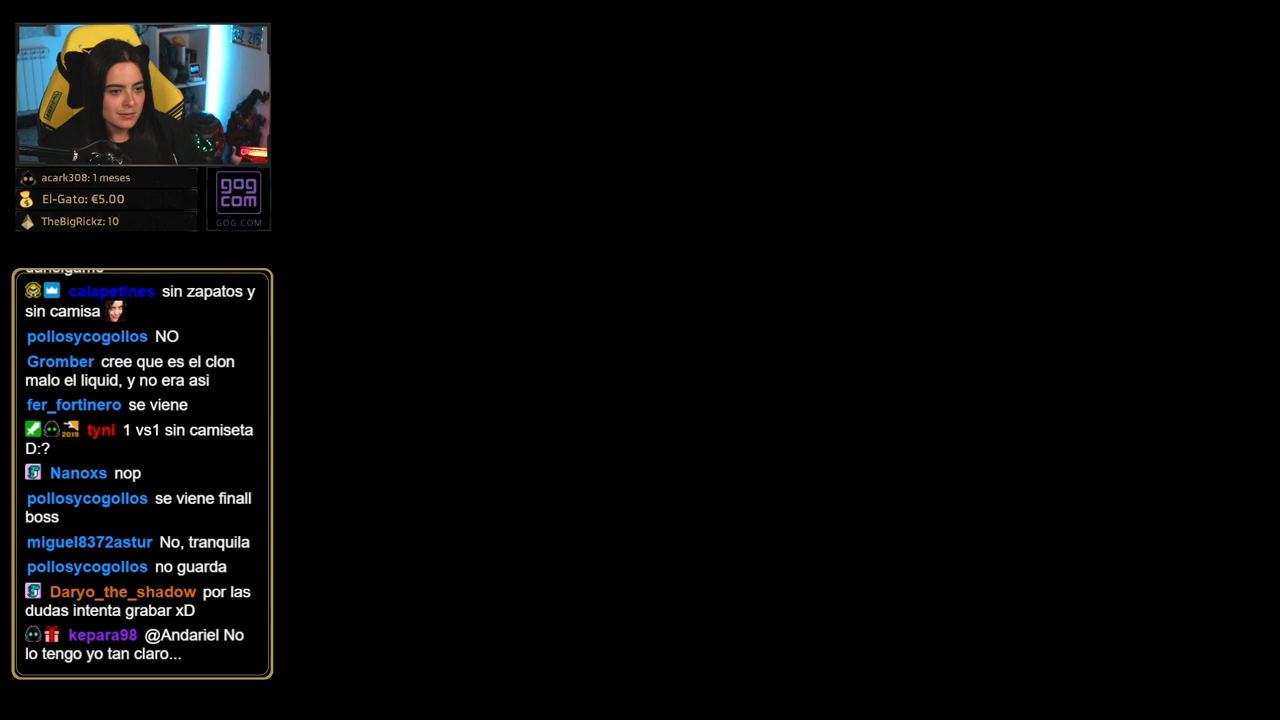 acark308: 1 meses
El-Gato: €5.00
TheBigRickz: 10
gog
com
GOG.COM
calapetines sin zapatos y
sin camisa
pollosycogollos NO
Gromber cree que es el clon
malo el liquid, y no era asi
fer_fortinero se viene
2019 tynl 1 vs1 sin camiseta
D:?
Nanoxs nop
pollosycogollos se viene finall
boss
miguel8372astur No, tranquila
pollosycogollos no guarda
Daryo_the_shadow por las
dudas intenta grabar xD
kepara98 @Andariel No
lo tengo yo tan claro...